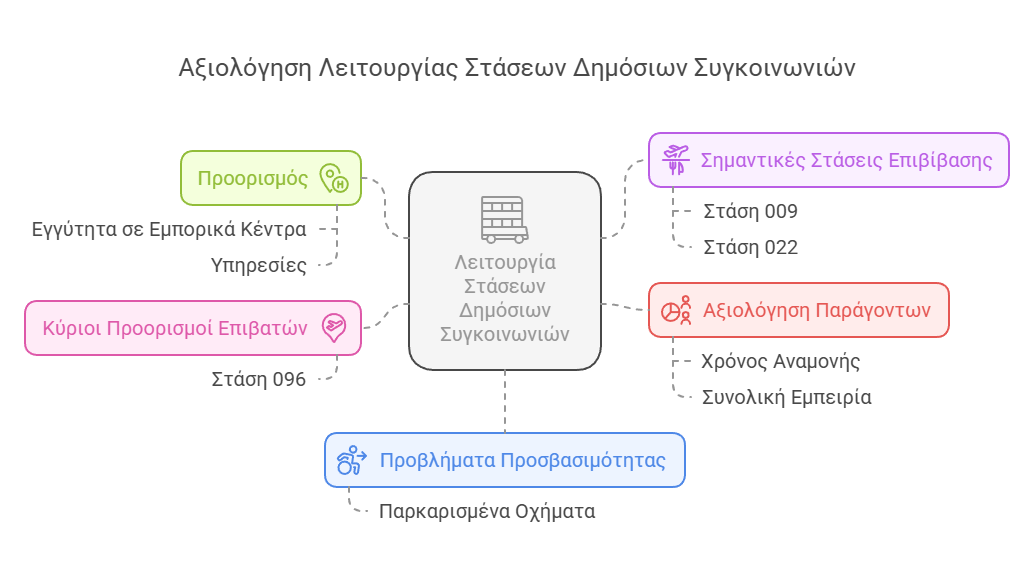 Αξιολόγηση Λειτουργίας Στάσεων Δημόσιων Συγκοινωνιών
Προορισμός
Εγγύτητα σε Εμπορικά Κέντρα
Υπηρεσίες
Κύριοι Προορισμοί Επιβατών
Στάση 096
Λειτουργία
Στάσεων
Δημόσιων
Συγκοινωνιών
Σημαντικές Στάσεις Επιβίβασης
Στάση 009
Στάση 022
Αξιολόγηση Παράγοντων
Χρόνος Αναμονής
Συνολική Εμπειρία
Προβλήματα Προσβασιμότητας
Παρκαρισμένα Οχήματα